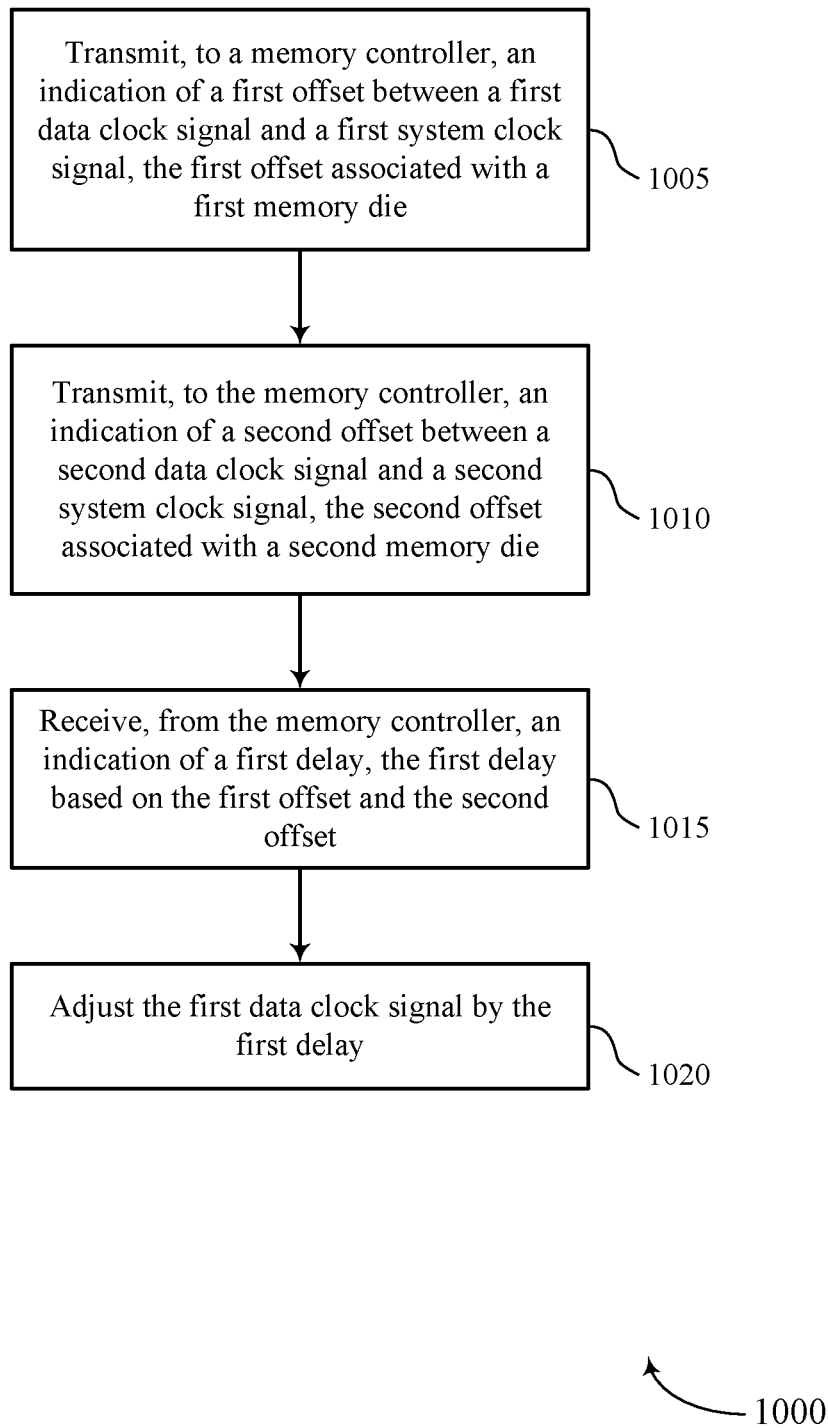 Transmit, to a memory controller, an
indication of a first offset between a first
data clock signal and a first system clock
signal, the first offset associated with a
first memory die
1005
Transmit, to the memory controller, an
indication of a second offset between a
second data clock signal and a second
system clock signal, the second offset
associated with a second memory die
1010
Receive, from the memory controller, an
indication of a first delay, the first delay
based on the first offset and the second
offset
1015
Adjust the first data clock signal by the
first delay
1020
1000